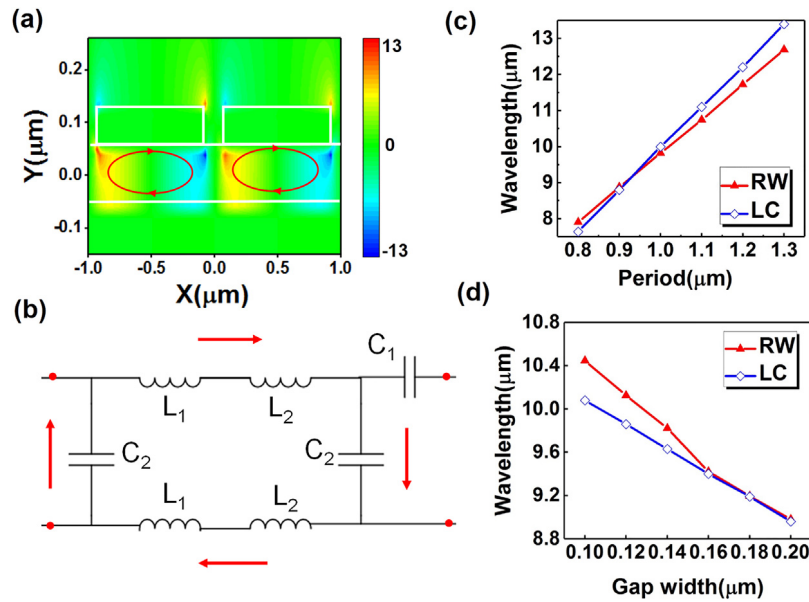 (a)
0.2
0.1
0.0
-0.1
Y(μm)
-1.0 -0.5 0.0 0.5 1.0
X(μm)
13
0
-13
(b)
C1
L1 L2
C2 C2
L1 L2
(c)
13
12
11
10
9
8
Wavelength(μm)
RW
LC
0.8 0.9 1.0 1.1 1.2 1.3
Period(μm)
(d)
10.8
10.4
10.0
9.6
9.2
8.8
Wavelength(μm)
RW
LC
0.10 0.12 0.14 0.16 0.18 0.20
Gap width(μm)